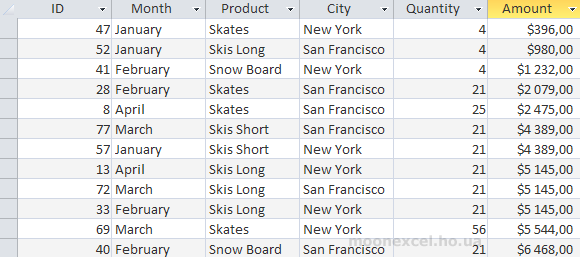 ID Month Product City Quantity Amount
47 January Skates New York 4 $396,00
52 January Skis Long San Francisco 4 $980,00
41 February Snow Board New York 4 $1 232,00
28 February Skates San Francisco 21 $2 079,00
8 April Skates San Francisco 25 $2 475,00
77 March Skis Short San Francisco 21 $4 389,00
57 January Skis Short New York 21 $4 389,00
13 April Skis Long New York 21 $5 145,00
72 March Skis Long San Francisco 21 $5 145,00
33 February Skis Long New York 21 $5 145,00
69 March Skates New York 56 $5 544,00
moonexcel.ho.ua
40 February Snow Board San Francisco 21 $6 468,00